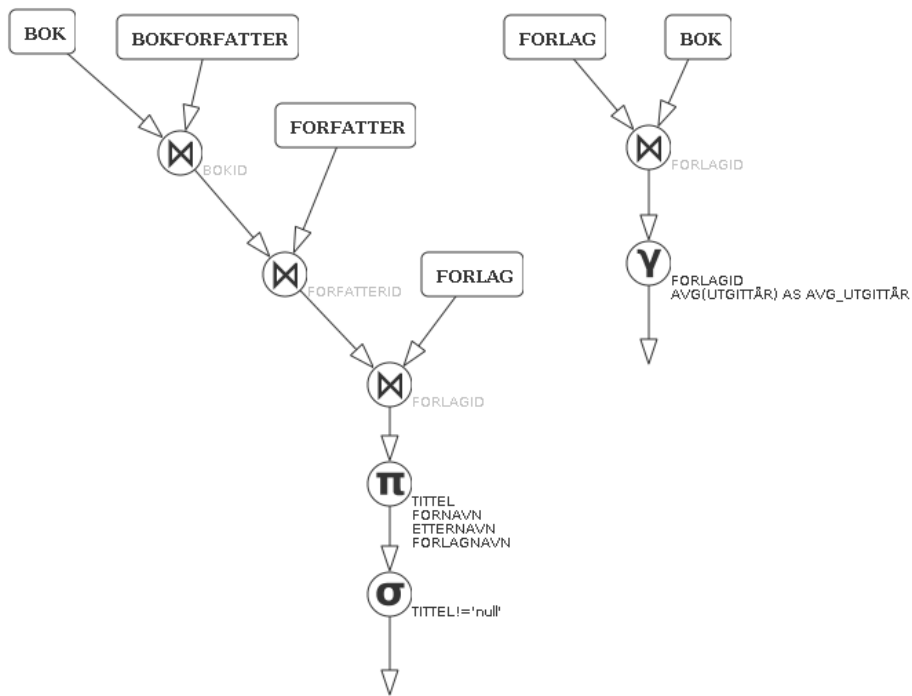 BOK
BOKFORFATTER
BOKID
FORFATTER
FORFATTERID
FORLAG
FORLAGID
π
TITTEL
FORNAVN
ETTERNAVN
FORLAGNAVN
σ
TITTEL!='null'
FORLAG
BOK
FORLAGID
γ
FORLAGID
AVG(UTGITTÅR) AS AVG_UTGITTÅR